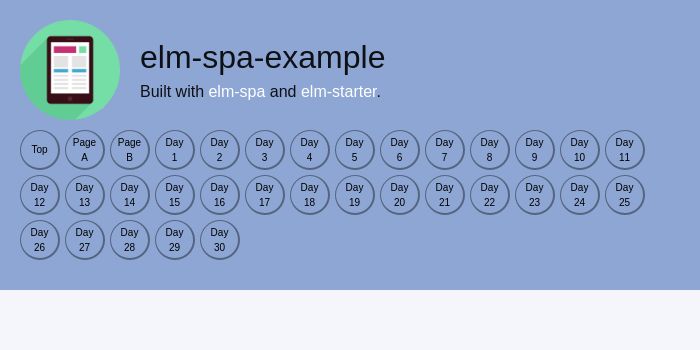 elm-spa-example
Built with elm-spa and elm-starter.
Top
Page
A
Page
B
Day
1
Day
2
Day
3
Day
4
Day
5
Day
6
Day
7
Day
8
Day
9
Day
10
Day
11
Day
12
Day
13
Day
14
Day
15
Day
16
Day
17
Day
18
Day
19
Day
20
Day
21
Day
22
Day
23
Day
24
Day
25
Day
26
Day
27
Day
28
Day
29
Day
30